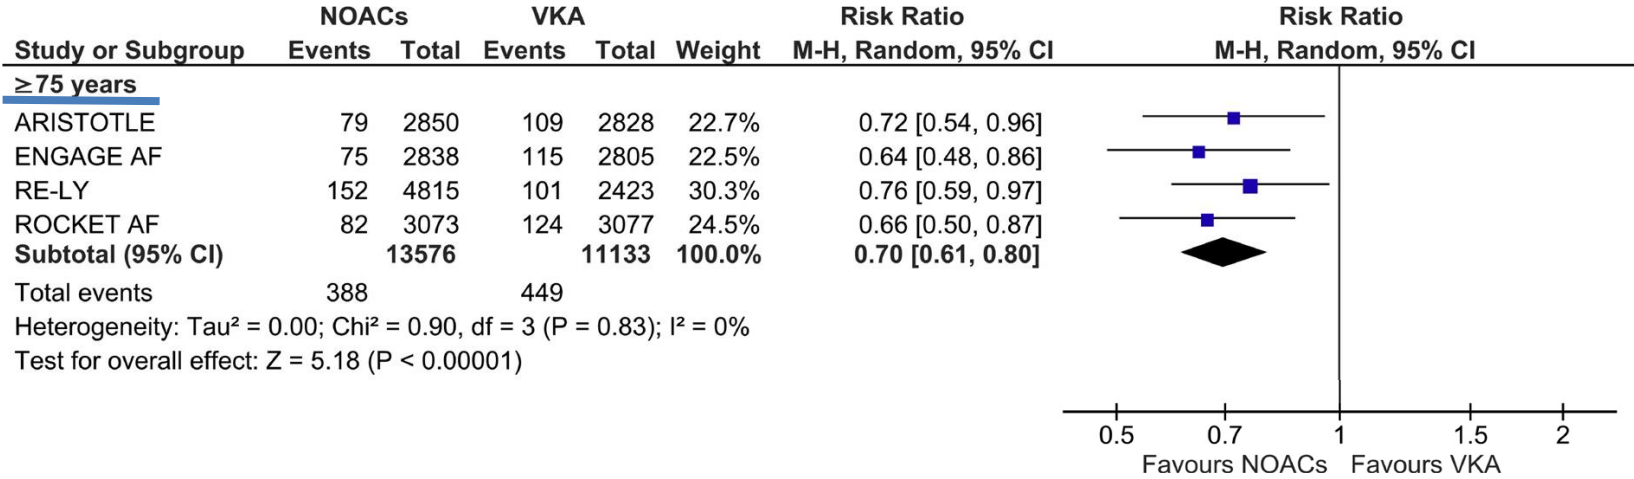 NOACs VKA Risk Ratio Risk Ratio
Study or Subgroup Events Total Events Total Weight M-H, Random, 95% CI M-H, Random, 95% CI
≥75 years
ARISTOTLE 79 2850 109 2828 22.7% 0.72 [0.54, 0.96]
ENGAGE AF 75 2838 115 2805 22.5% 0.64 [0.48, 0.86]
RE-LY 152 4815 101 2423 30.3% 0.76 [0.59, 0.97]
ROCKET AF 82 3073 124 3077 24.5% 0.66 [0.50, 0.87]
Subtotal (95% CI) 13576 11133 100.0% 0.70 [0.61, 0.80]
Total events 388 449
Heterogeneity: Tau² = 0.00; Chi² = 0.90, df = 3 (P = 0.83); I² = 0%
Test for overall effect: Z = 5.18 (P < 0.00001)
0.5 0.7 1 1.5 2
Favours NOACs Favours VKA